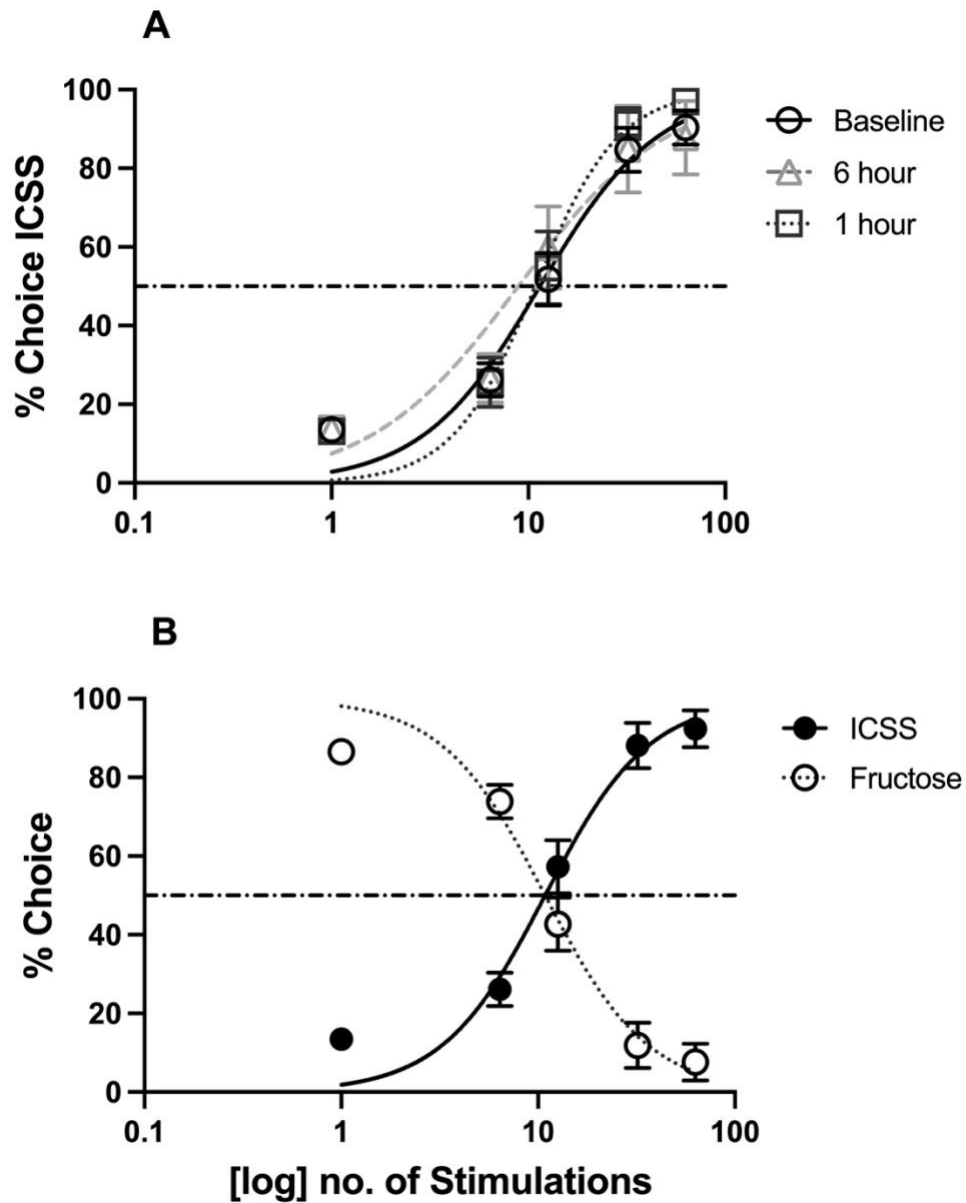 A
% Choice ICSS
100
80
60
40
20
0
0.1 1 10 100
Baseline
6 hour
1 hour
B
% Choice
100
80
60
40
20
0
0.1 1 10 100
[log] no. of Stimulations
ICSS
Fructose